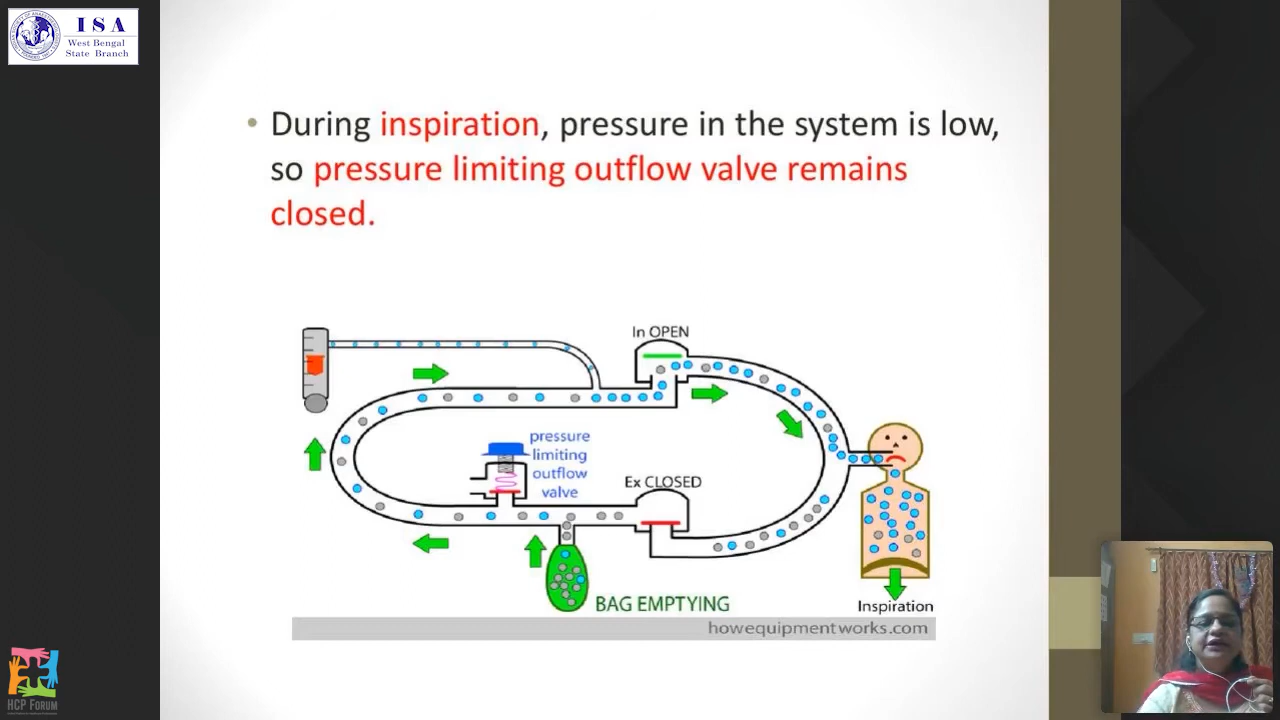 I S A
West Bengal
State Branch
• During inspiration, pressure in the system is low,
so pressure limiting outflow valve remains
closed.
In OPEN
pressure
limiting
outflow
valve
Ex CLOSED
BAG EMPTYING
Inspiration
howequipmentworks.com
HCP FORUM